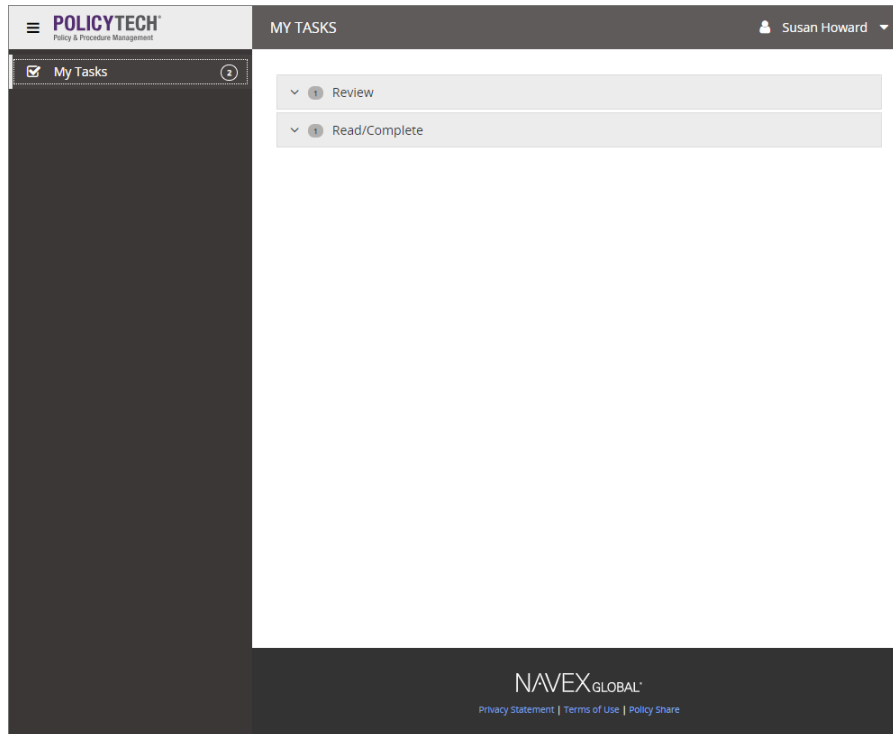 POLICYTECH®
Policy & Procedure Management
MY TASKS
Susan Howard
My Tasks 2
1 Review
1 Read/Complete
NAVEX GLOBAL®
Privacy Statement | Terms of Use | Policy Share